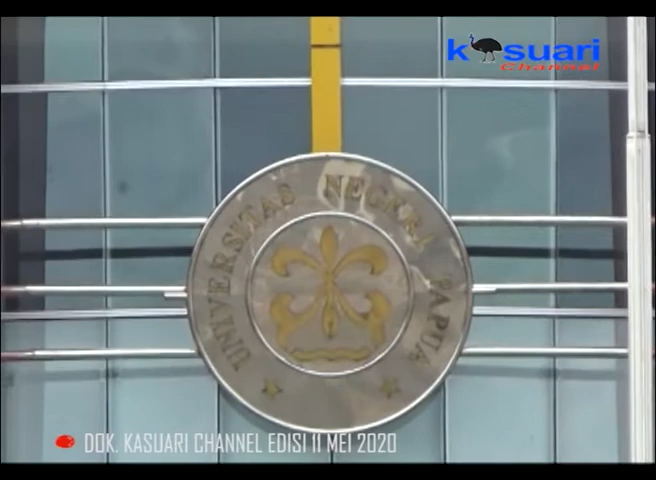 kasuari
Channel
UNIVERSITAS NEGERI PAPUA
DOK. KASUARI CHANNEL EDISI 11 MEI 2020